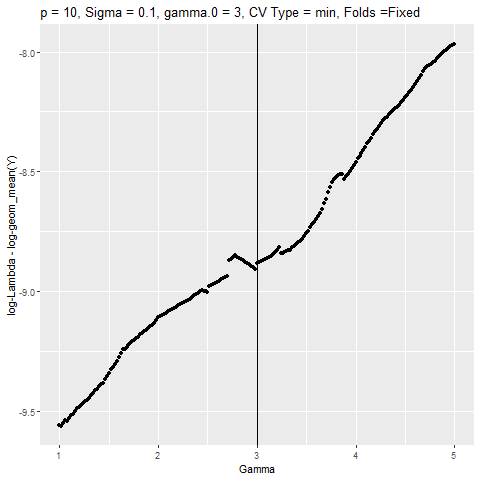 p = 10, Sigma = 0.1, gamma.0 = 3, CV Type = min, Folds =Fixed
log-Lambda - log-geom_mean(Y)
-8.0
-8.5
-9.0
-9.5
1 2 3 4 5
Gamma